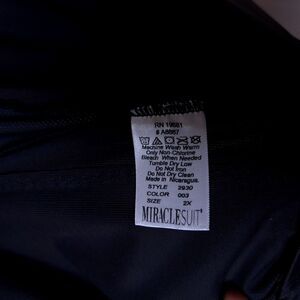 RN 19881
# A8867
Machine Wash Warm
Only Non-Chlorine
Bleach When Needed
Tumble Dry Low
Do Not Iron
Do Not Dry Clean
Made in Nicaragua.
STYLE 2930
COLOR 003
SIZE 2X
MIRACLESUIT®